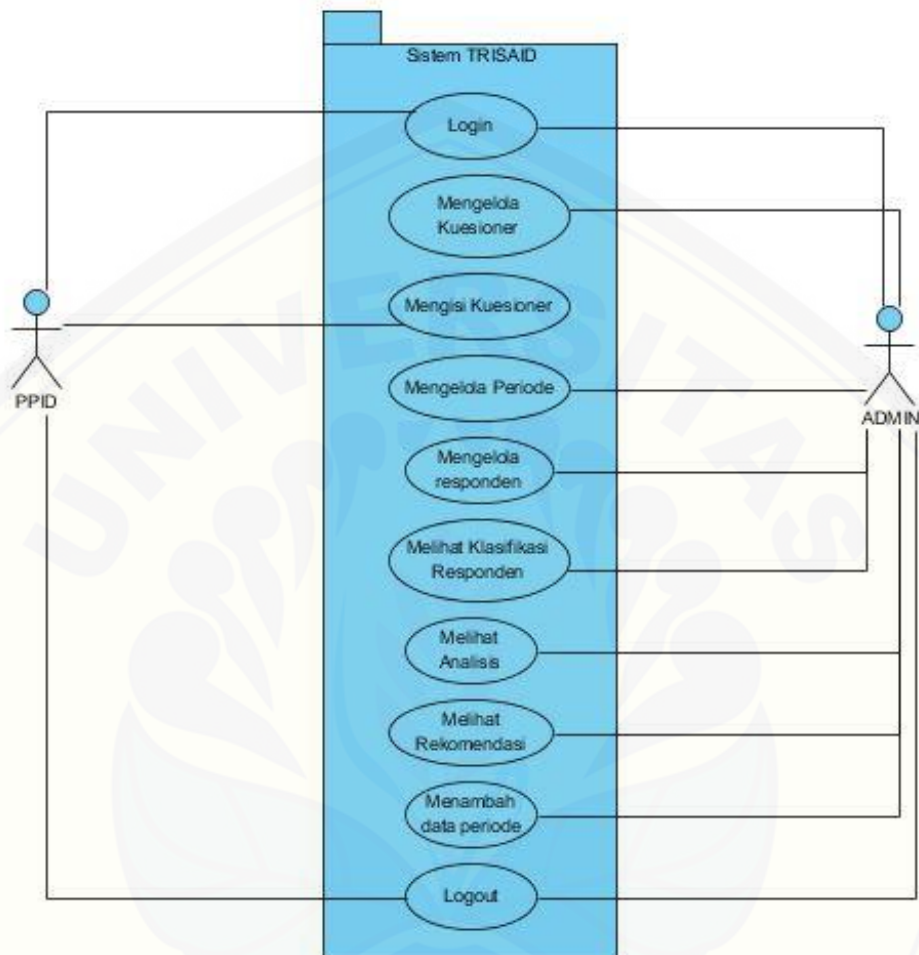 Sistem TRISAID
Login
Mengelola
Kuesioner
Mengisi Kuesioner
PPID
Mengelola Periode
ADMIN
Mengelola
responden
Melihat Klasifikasi
Responden
Melihat
Analisis
Melihat
Rekomendasi
Menambah
data periode
Logout
UNIVERSITAS